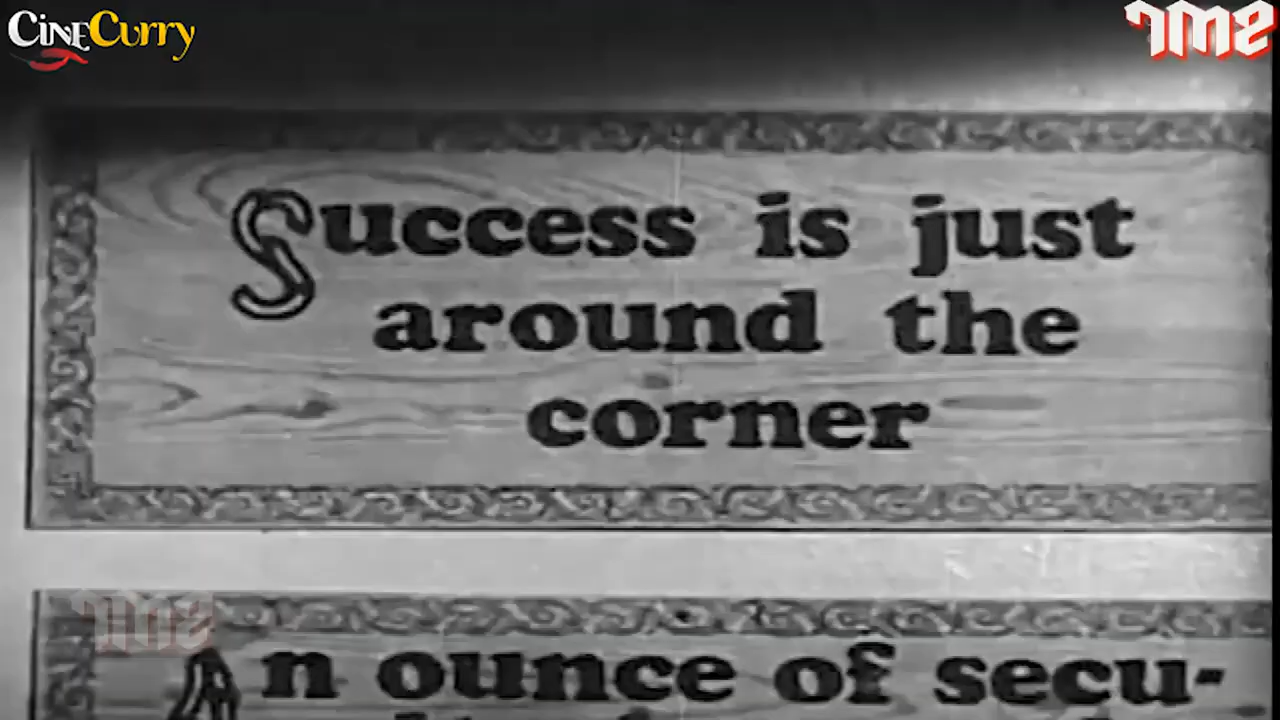 CineCurry
Success is just
around the
corner
An ounce of secu-